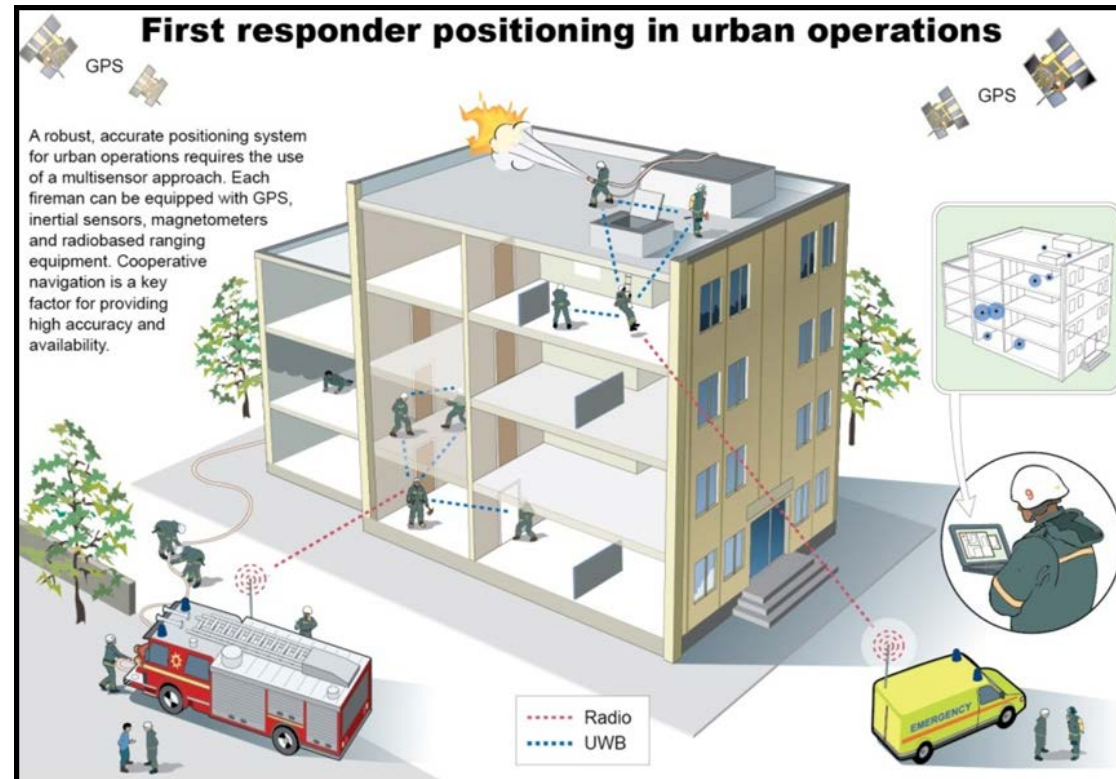 First responder positioning in urban operations
GPS
GPS
A robust, accurate positioning system
for urban operations requires the use
of a multisensor approach. Each
fireman can be equipped with GPS,
inertial sensors, magnetometers
and radiobased ranging
equipment. Cooperative
navigation is a key
factor for providing
high accuracy and
availability.
9
Radio
UWB
EMERGENCY